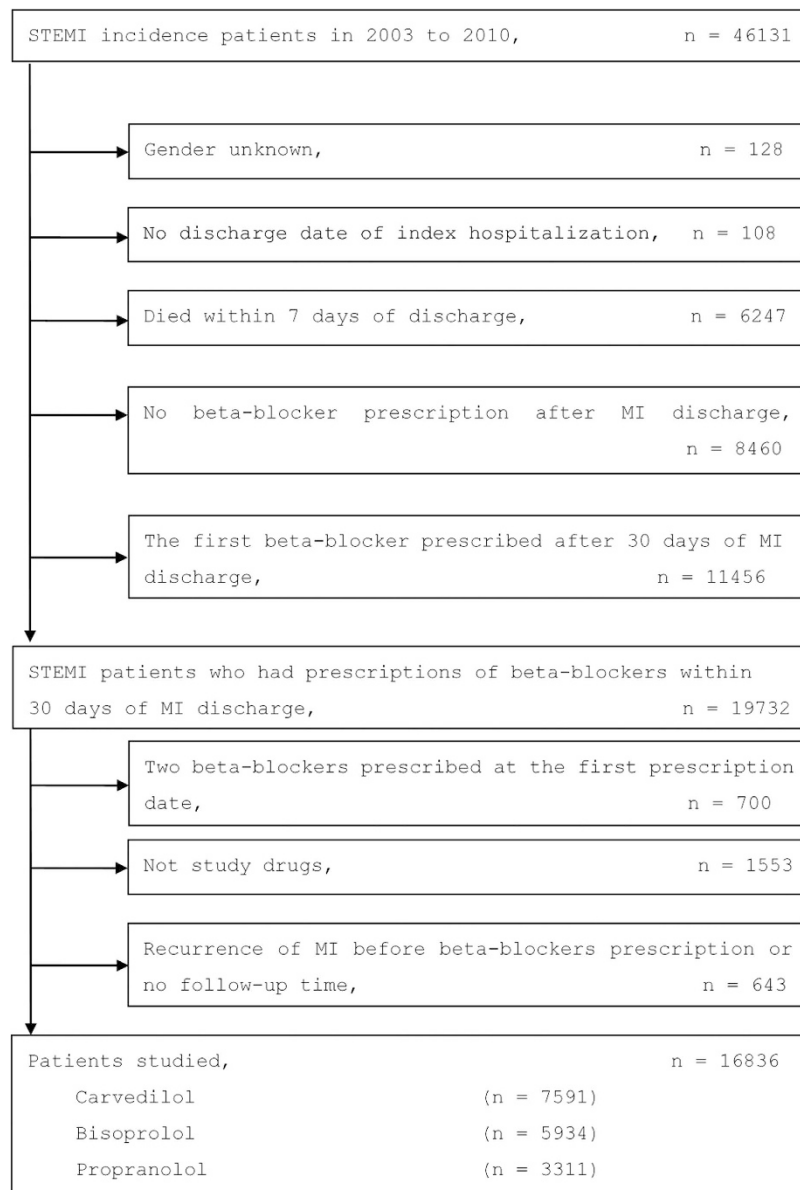 STEMI incidence patients in 2003 to 2010, n = 46131
Gender unknown, n = 128
No discharge date of index hospitalization, n = 108
Died within 7 days of discharge, n = 6247
No beta-blocker prescription after MI discharge,
n = 8460
The first beta-blocker prescribed after 30 days of MI
discharge, n = 11456
STEMI patients who had prescriptions of beta-blockers within
30 days of MI discharge, n = 19732
Two beta-blockers prescribed at the first prescription
date, n = 700
Not study drugs, n = 1553
Recurrence of MI before beta-blockers prescription or
no follow-up time, n = 643
Patients studied, n = 16836
Carvedilol (n = 7591)
Bisoprolol (n = 5934)
Propranolol (n = 3311)